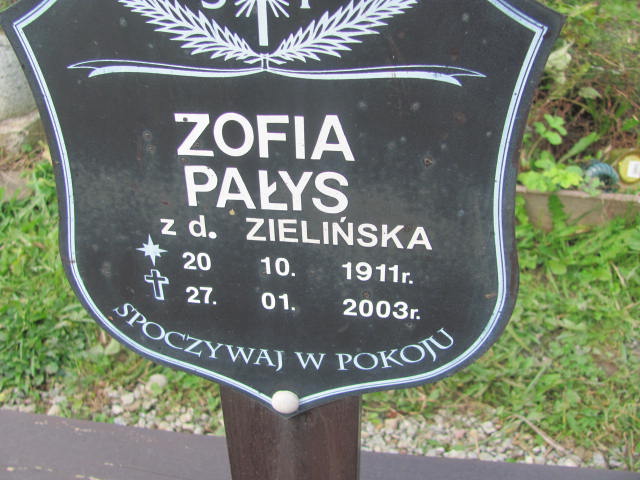 ZOFIA
PAŁYS
z d. ZIELIŃSKA
20 10. 1911r.
27. 01. 2003r.
SPOCZYWAJ W POKOJU